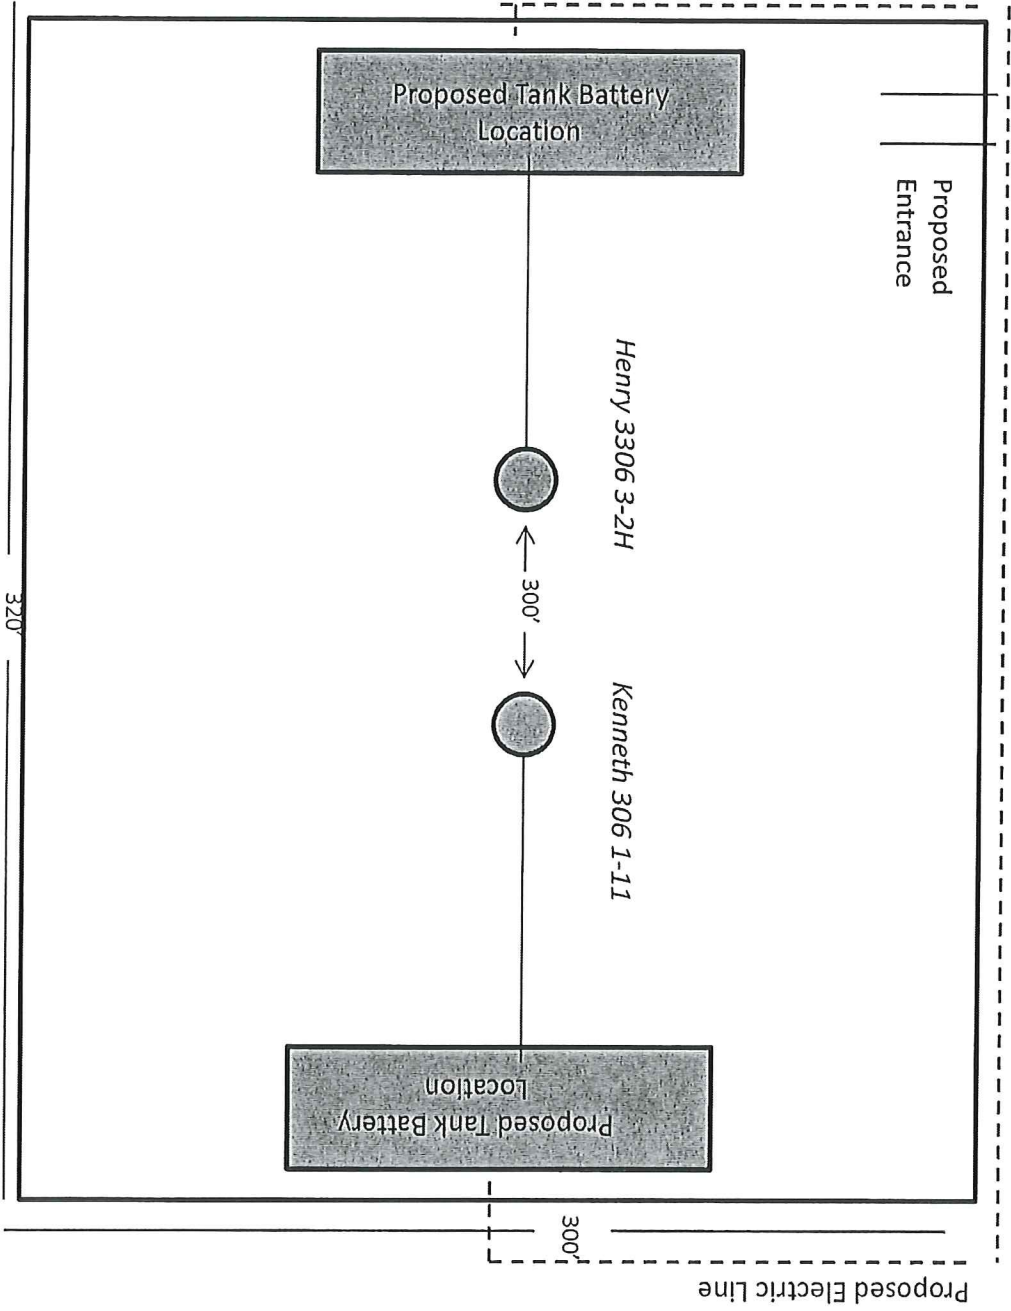 Proposed Tank Battery
Location
Proposed
Entrance
Henry 3306 3-2H
300'
Kenneth 306 1-11
320'
Proposed Tank Battery
Location
300'
Proposed Electric Line